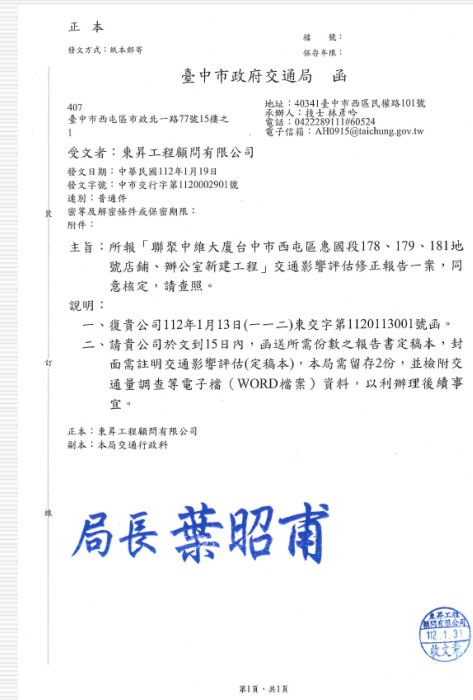 正本
檔　　號：
發文方式：紙本郵寄
保存年限：
臺中市政府交通局　函
407
臺中市西屯區市政北一路77號15樓之
1
地址：40341臺中市西區民權路101號
承辦人：技士 林彥吟
電話：0422289111#60524
電子信箱：AH0915@taichung.gov.tw
受文者：東昇工程顧問有限公司
發文日期：中華民國112年1月19日
發文字號：中市交行字第1120002901號
速別：普通件
密等及解密條件或保密期限：
附件：
主旨：所報「聯聚中維大廈台中市西屯區惠國段178、179、181地
號店鋪、辦公室新建工程」交通影響評估修正報告一案，同
意核定，請查照。
說明：
一、復貴公司112年1月13日(一一二)東交字第1120113001號函。
二、請貴公司於文到15日內，函送所需份數之報告書定稿本，封
面需註明交通影響評估(定稿本)，本局需留存2份，並檢附交
通量調查等電子檔（WORD檔案）資料，以利辦理後續事
宜。
正本：東昇工程顧問有限公司
副本：本局交通行政科
裝
訂
線
局長葉昭甫
東昇工程
顧問有限公司
112.1.31
收文章
第1頁，共1頁